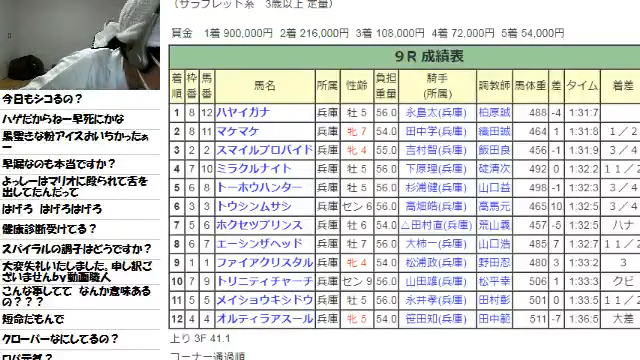 (サラブレッド系 3歳以上 定量)
賞金 1着 900,000円 2着 216,000円 3着 108,000円 4着 72,000円 5着 54,000円
9R 成績表
着順 枠番 馬番 馬名 所属 性齢 負担重量 騎手(所属) 調教師 馬体重 差 タイム 着差
1 8 12 ハヤイガナ 兵庫 牡 5 56.0 永島太(兵庫) 柏原誠 488 -4 1:31.7
2 8 11 マケマケ 兵庫 牝 7 54.0 田中学(兵庫) 織田誠 464 1 1:31.8 1/2
3 2 2 スマイルプロバイド 兵庫 牝 4 55.0 吉村智(兵庫) 飯田良 456 -1 1:31.9 3/4
4 7 10 ミラクルナイト 兵庫 牡 5 56.0 下原理(兵庫) 碇清次 492 0 1:32.2 1 1/2
5 6 8 トーホウハンター 兵庫 牡 5 56.0 杉浦健(兵庫) 山口益 498 -1 1:32.3 3/4
6 3 3 トウシンムサシ 兵庫 セン 6 56.0 高畑皓(兵庫) 高馬元 465 10 1:32.5 3/4
7 5 6 ホクセツプリンス 兵庫 牡 6 54.0 △田村直(兵庫) 荒山義 457 -5 1:32.5 ハナ
8 6 7 エーシンザヘッド 兵庫 牡 7 56.0 大柿一(兵庫) 山口浩 485 7 1:32.7 1 1/2
9 1 1 ファイアクリスタル 兵庫 牝 4 54.0 松浦政(兵庫) 野田忍 480 3 1:33.2 3
10 7 9 トリニティチャーチ 兵庫 セン 9 56.0 山田雄(兵庫) 松平幸 506 1 1:33.3 クビ
11 5 5 メイショウキシドウ 兵庫 牡 5 56.0 永井孝(兵庫) 田村彰 501 0 1:33.5 1 1/2
12 4 4 オルティラアスール 兵庫 牝 5 54.0 笹田知(兵庫) 田中範 511 -7 1:36.5 大差
上り 3F 41.1
コーナー通過順
今日もシコるの?
ハゲだからねー早死にかな
黒蜜きな粉アイスおいちかったぁ
ー
早漏なのも本当ですか?
よっしーはマリオに殴られて舌を
出してたんだって
はげろ はげろはげろ
健康診断受けてる?
スパイラルの調子はどうですか?
大変失礼いたしました。申し訳ご
ざいませんby動画職人
こんな事してて なんか意味ある
の???
短命だもんで
クローバーなにしてるの?